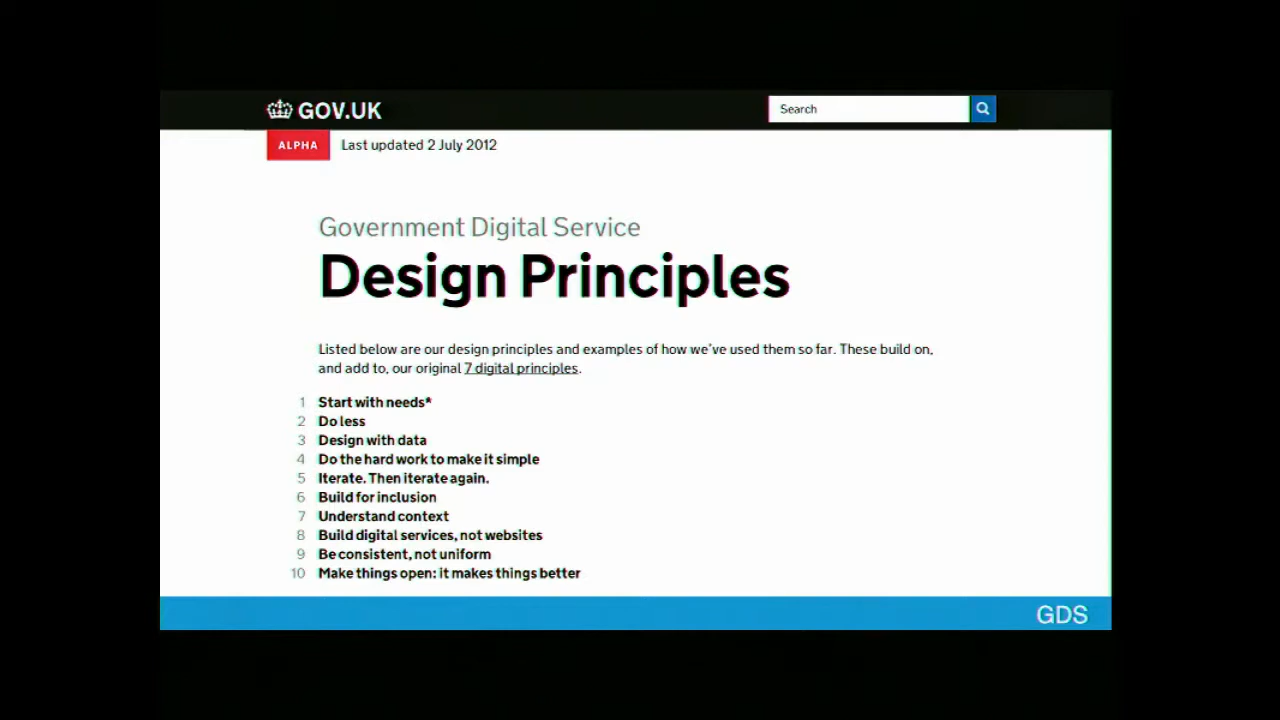 GOV.UK
Search
ALPHA
Last updated 2 July 2012
Government Digital Service
Design Principles
Listed below are our design principles and examples of how we've used them so far. These build on,
and add to, our original 7 digital principles.
1 Start with needs*
2 Do less
3 Design with data
4 Do the hard work to make it simple
5 Iterate. Then iterate again.
6 Build for inclusion
7 Understand context
8 Build digital services, not websites
9 Be consistent, not uniform
10 Make things open: it makes things better
GDS